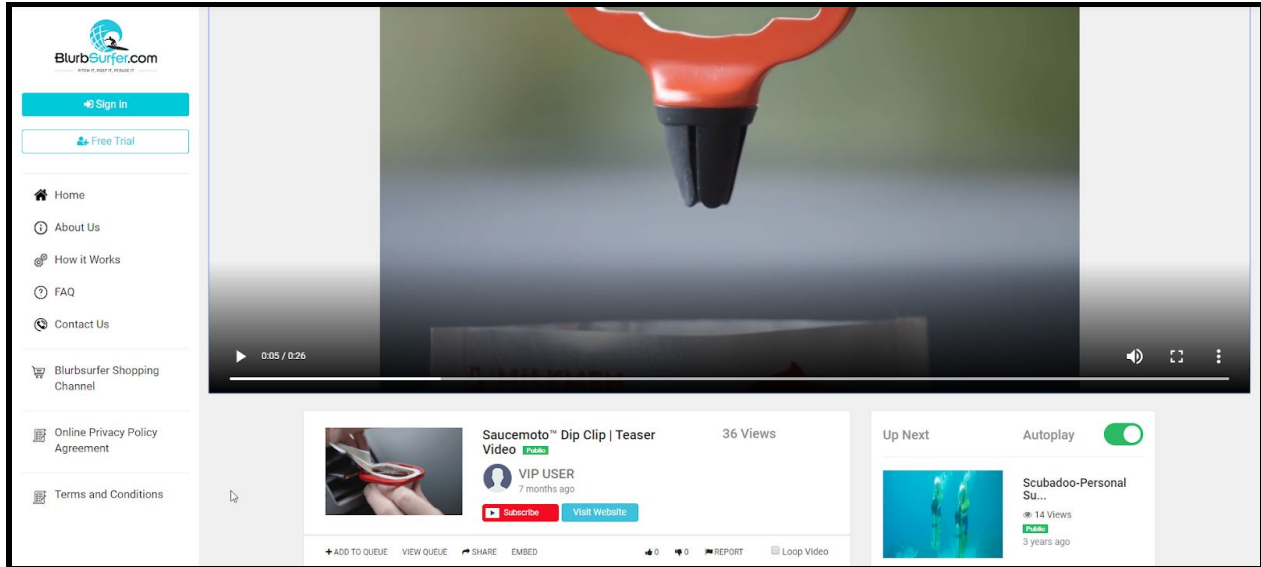 BlurbSurfer.com
PITCH IT, POST IT, PERUSE IT
Sign in
Free Trial
Home
About Us
How it Works
FAQ
Contact Us
Blurbsurfer Shopping
Channel
Online Privacy Policy
Agreement
Terms and Conditions
0:05 / 0:26
Saucemoto™ Dip Clip | Teaser
Video Public
36 Views
VIP USER
7 months ago
Subscribe
Visit Website
ADD TO QUEUE VIEW QUEUE SHARE EMBED 0 0 REPORT Loop Video
Up Next Autoplay
Scubadoo-Personal
Su...
14 Views
Public
3 years ago